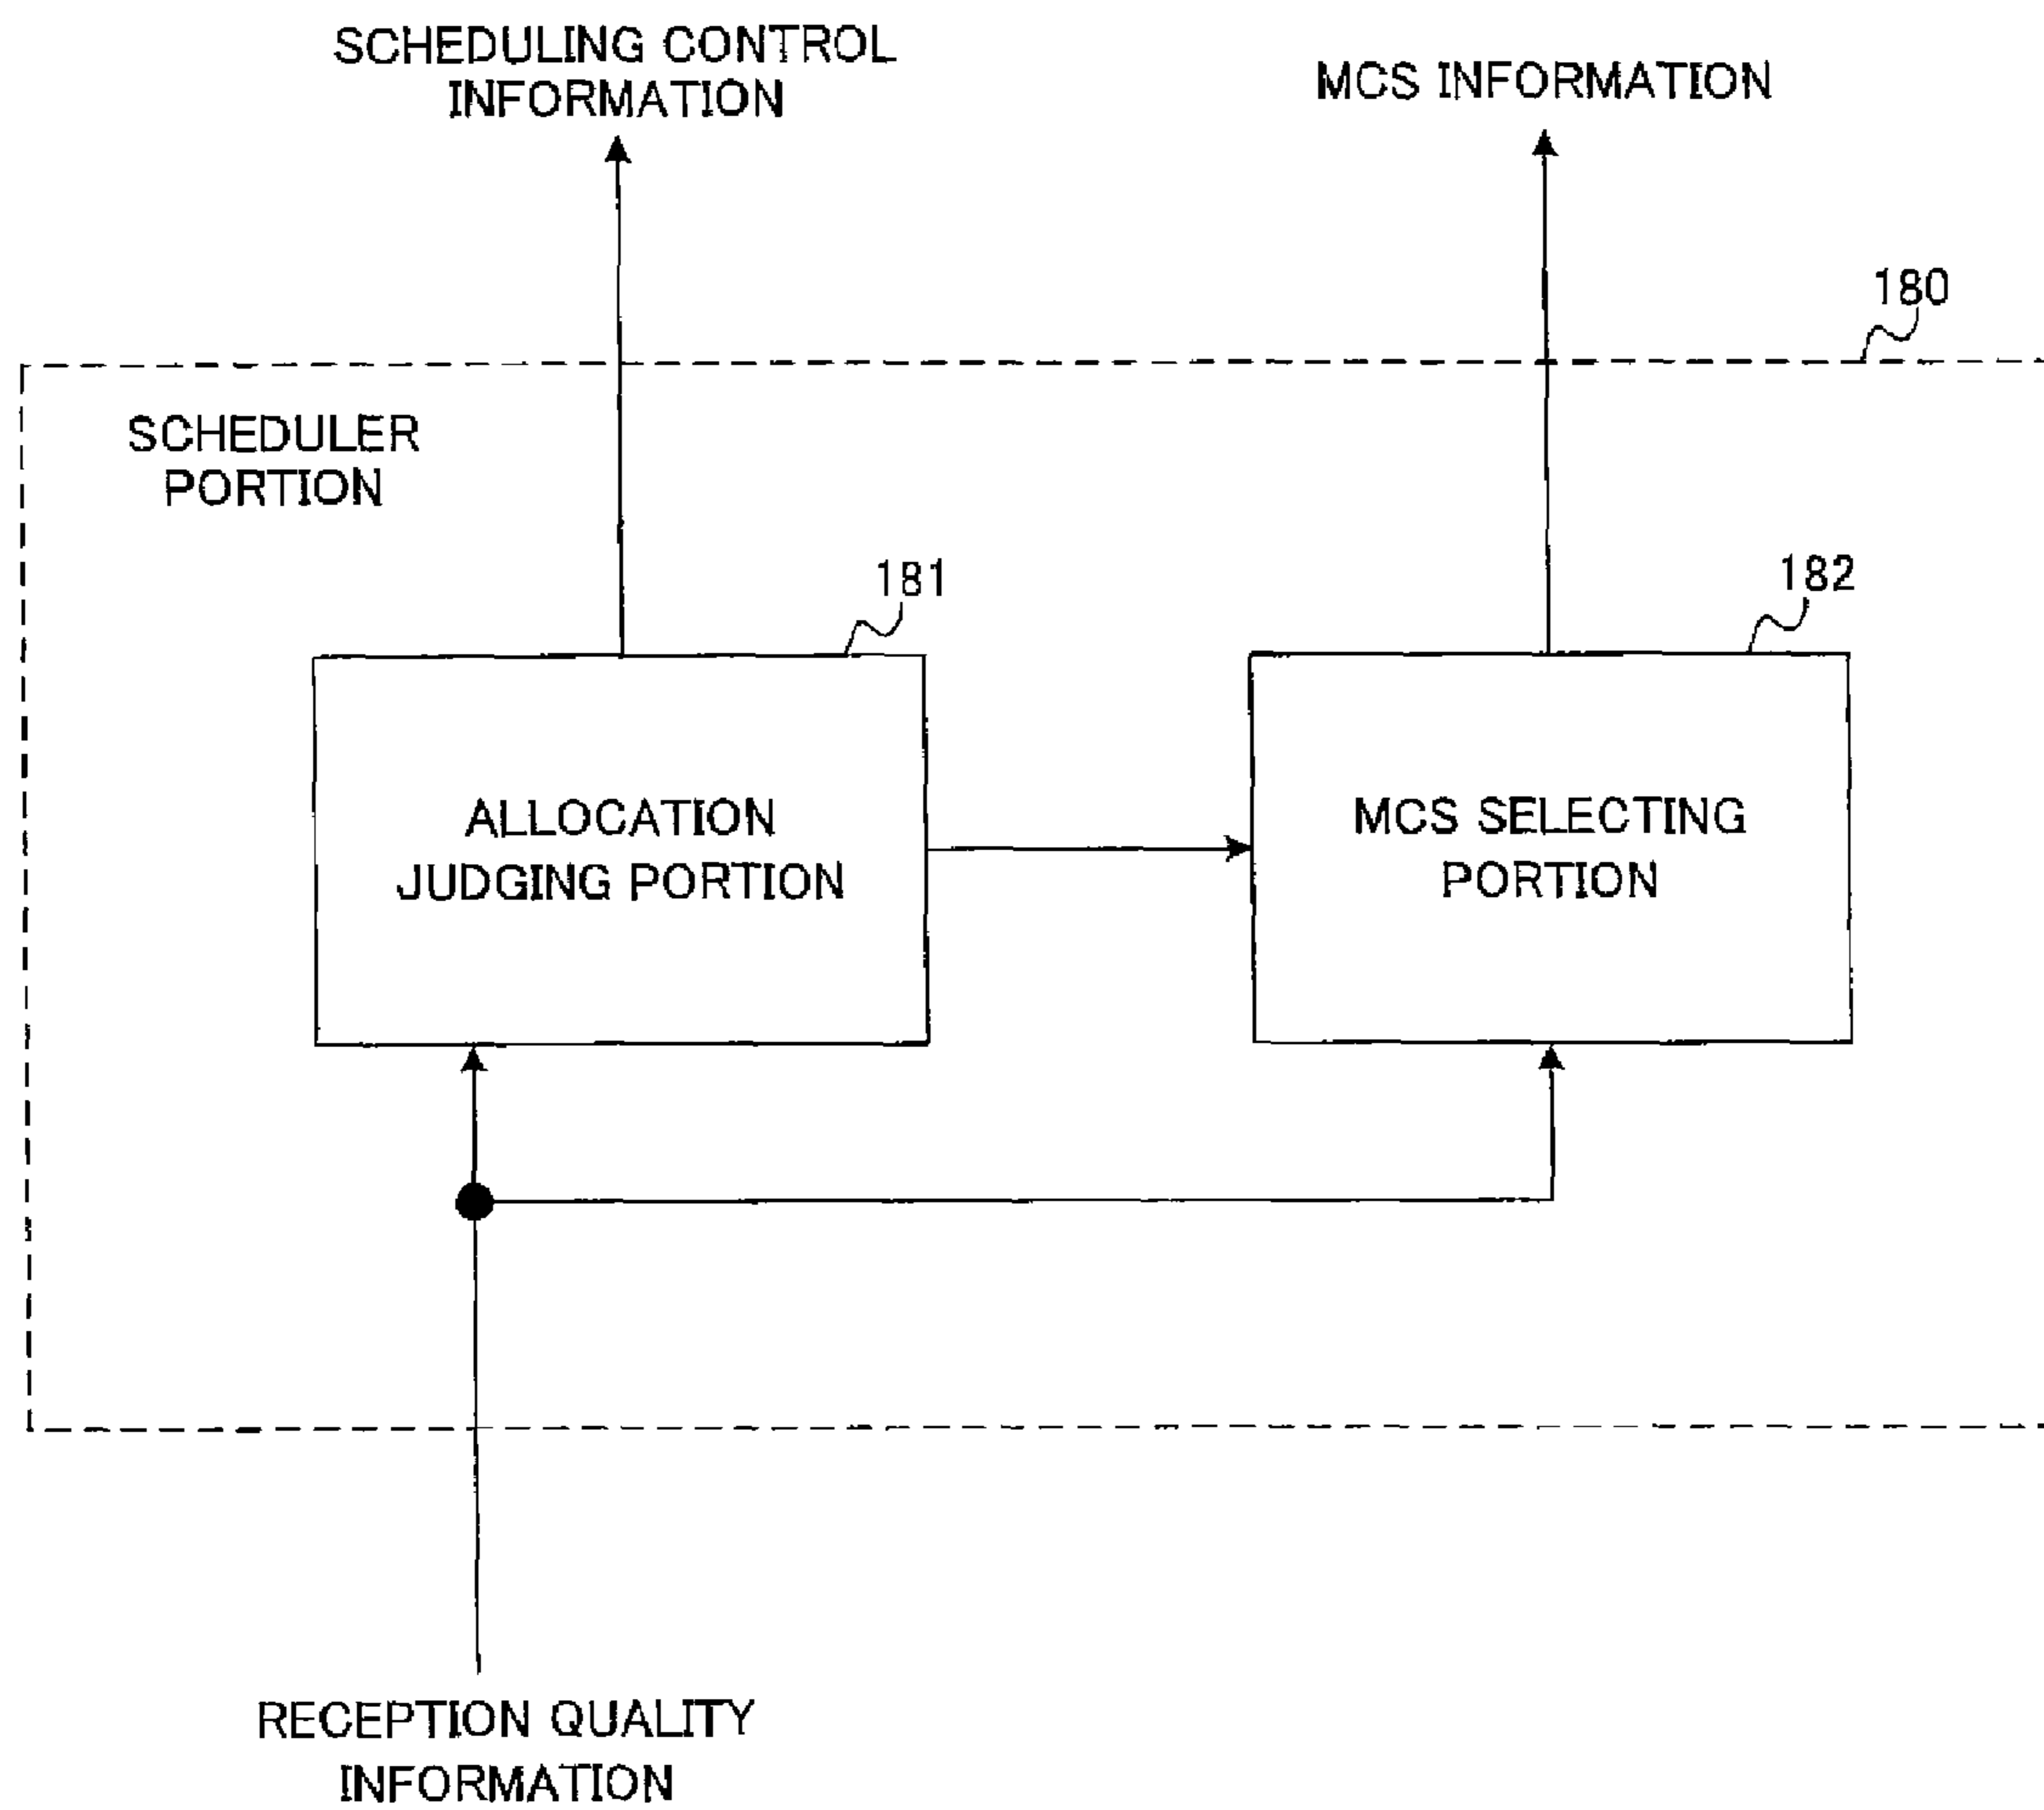 SCHEDULING CONTROL
INFORMATION
MCS INFORMATION
180
SCHEDULER
PORTION
181
182
ALLOCATION
JUDGING PORTION
MCS SELECTING
PORTION
RECEPTION QUALITY
INFORMATION